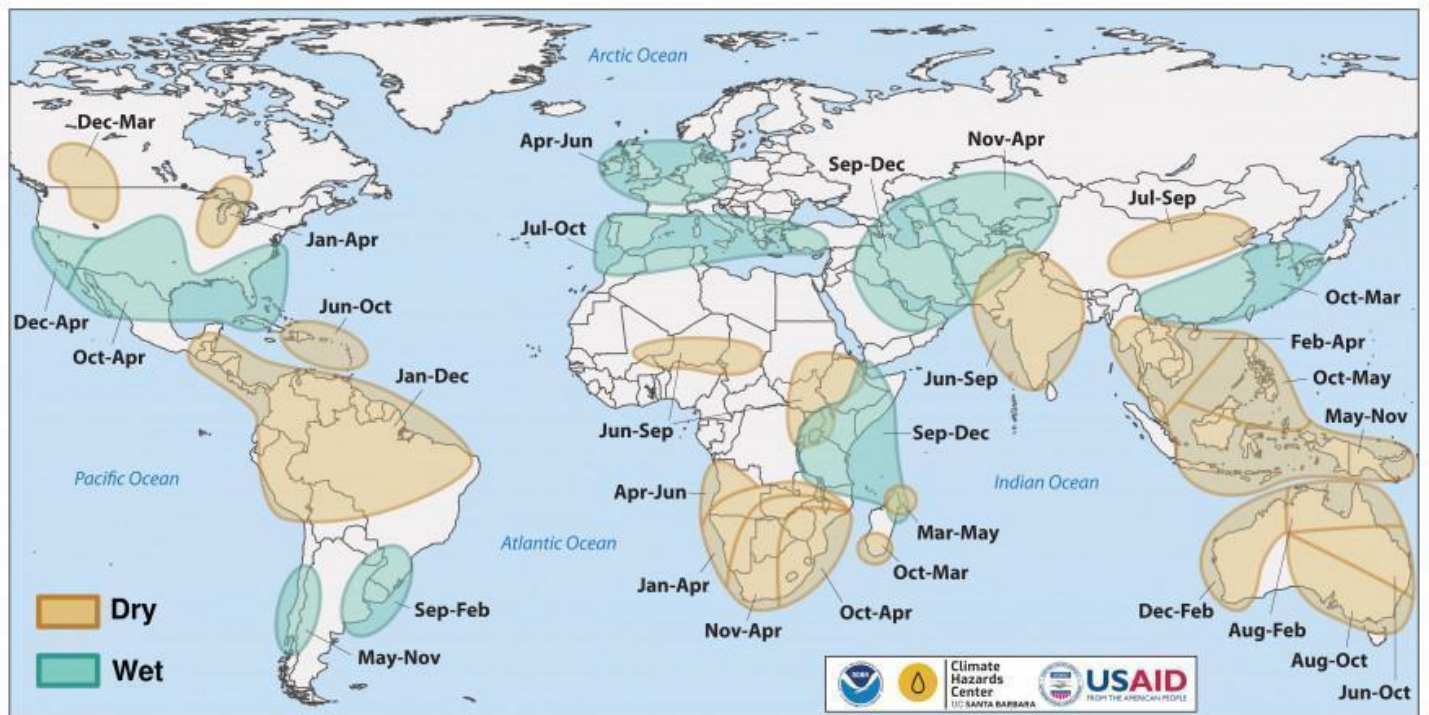 Arctic Ocean
Dec-Mar
Apr-Jun
Nov-Apr
Sep-Dec
Jul-Sep
Jul-Oct
Jan-Apr
Oct-Mar
Jun-Oct
Dec-Apr
Feb-Apr
Oct-Apr
Jan-Dec
Jun-Sep
Oct-May
May-Nov
Jun-Sep
Sep-Dec
Pacific Ocean
Indian Ocean
Apr-Jun
Mar-May
Atlantic Ocean
Oct-Mar
Jan-Apr
Dry
Sep-Feb
Oct-Apr
Dec-Feb
Nov-Apr
Aug-Feb
May-Nov
Aug-Oct
Wet
Jun-Oct
NOAA
Climate
Hazards
Center
UC SANTA BARBARA
USAID
FROM THE AMERICAN PEOPLE